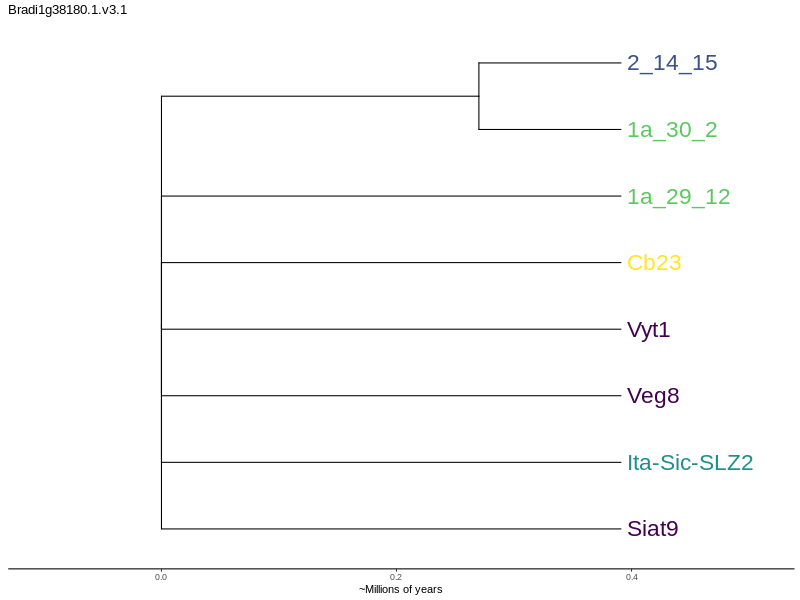 Bradi1g38180.1.v3.1
2_14_15
1a_30_2
1a_29_12
Cb23
Vyt1
Veg8
Ita-Sic-SLZ2
Siat9
0.0 0.2 0.4
~Millions of years